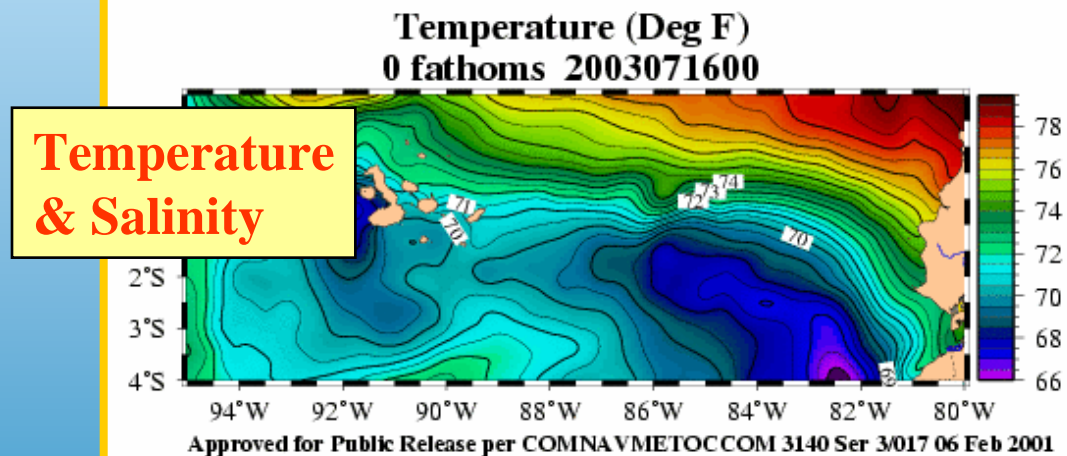 Temperature (Deg F)
0 fathoms 2003071600
Temperature
& Salinity
71
70
72
73
74
70
69
2°S
3°S
4°S
94°W 92°W 90°W 88°W 86°W 84°W 82°W 80°W
78
76
74
72
70
68
66
Approved for Public Release per COMNAVMETOCCOM 3140 Ser 3/017 06 Feb 2001